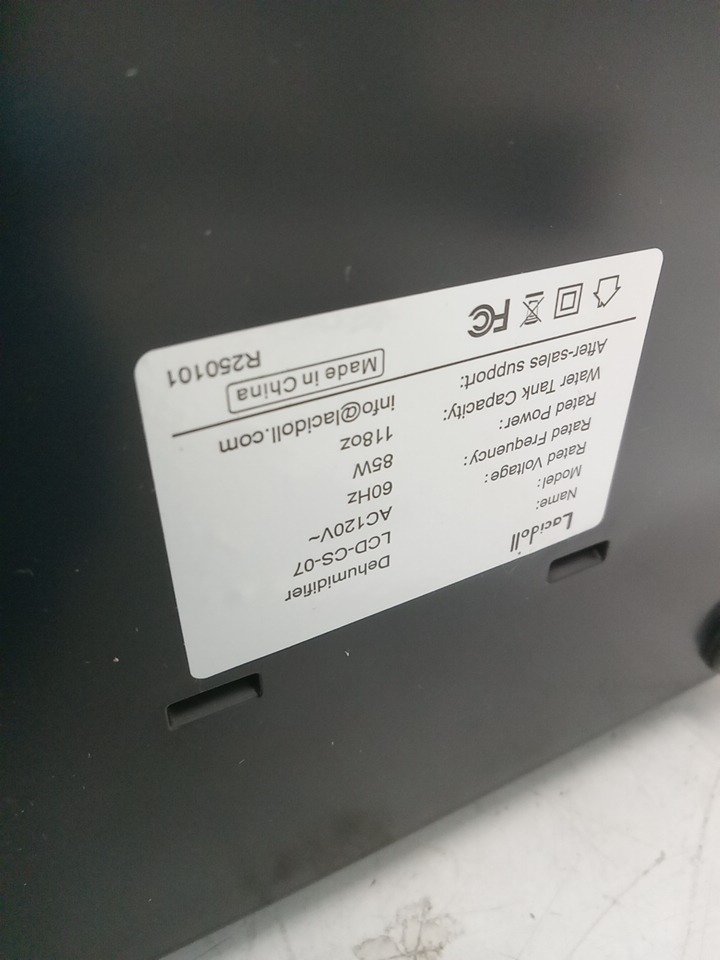 Lacidoll
Name: Dehumidifier
Model: LCD-CS-07
Rated Voltage: AC120V~
Rated Frequency: 60Hz
Rated Power: 85W
Water Tank Capacity: 118oz
After-sales support: info@lacidoll.com
FC Made in China R250101